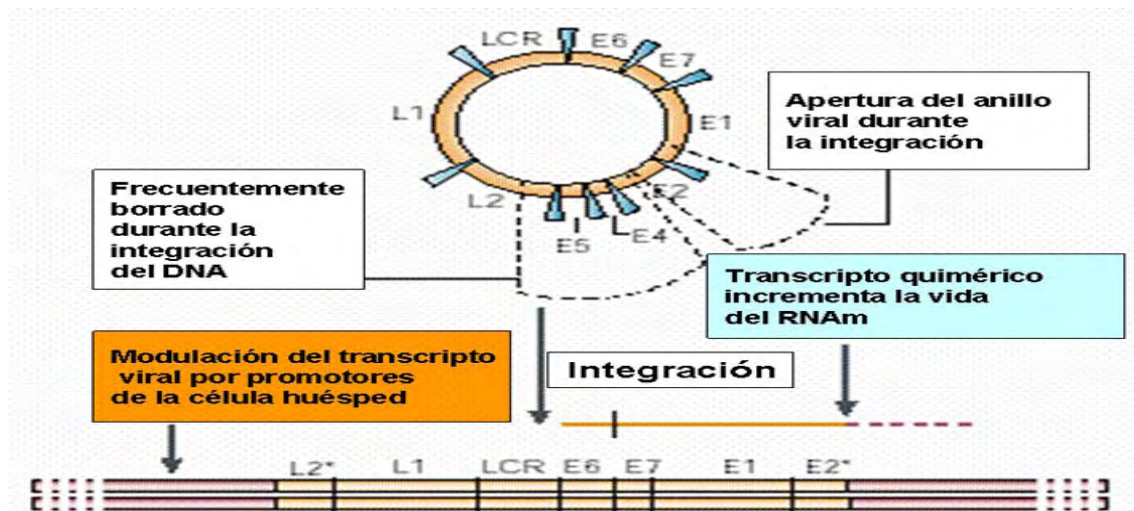 LCR
E6
E7
L1
E1
L2
E2
E5
E4
Apertura del anillo
viral durante
la integración
Frecuentemente
borrado
durante la
integración
del DNA
Transcripto quimérico
incrementa la vida
del RNAm
Modulación del transcripto
viral por promotores
de la célula huésped
Integración
L2* L1 LCR E6 E7 E1 E2*